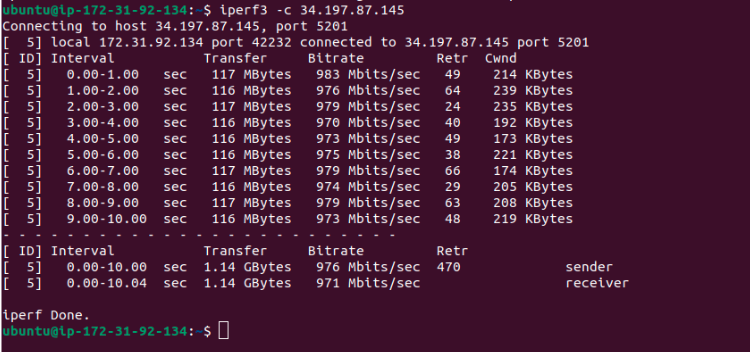 ubuntu@ip-172-31-92-134:~$ iperf3 -c 34.197.87.145
Connecting to host 34.197.87.145, port 5201
[  5] local 172.31.92.134 port 42232 connected to 34.197.87.145 port 5201
[ ID] Interval           Transfer     Bitrate         Retr  Cwnd
[  5]   0.00-1.00   sec   117 MBytes   983 Mbits/sec   49    214 KBytes
[  5]   1.00-2.00   sec   116 MBytes   976 Mbits/sec   64    239 KBytes
[  5]   2.00-3.00   sec   117 MBytes   979 Mbits/sec   24    235 KBytes
[  5]   3.00-4.00   sec   116 MBytes   970 Mbits/sec   40    192 KBytes
[  5]   4.00-5.00   sec   116 MBytes   973 Mbits/sec   49    173 KBytes
[  5]   5.00-6.00   sec   116 MBytes   975 Mbits/sec   38    221 KBytes
[  5]   6.00-7.00   sec   117 MBytes   979 Mbits/sec   66    174 KBytes
[  5]   7.00-8.00   sec   116 MBytes   974 Mbits/sec   29    205 KBytes
[  5]   8.00-9.00   sec   117 MBytes   979 Mbits/sec   63    208 KBytes
[  5]   9.00-10.00  sec   116 MBytes   973 Mbits/sec   48    219 KBytes
- - - - - - - - - - - - - - - - - - - - - - - - -
[ ID] Interval           Transfer     Bitrate         Retr
[  5]   0.00-10.00  sec  1.14 GBytes   976 Mbits/sec  470             sender
[  5]   0.00-10.04  sec  1.14 GBytes   971 Mbits/sec                  receiver
iperf Done.
ubuntu@ip-172-31-92-134:~$